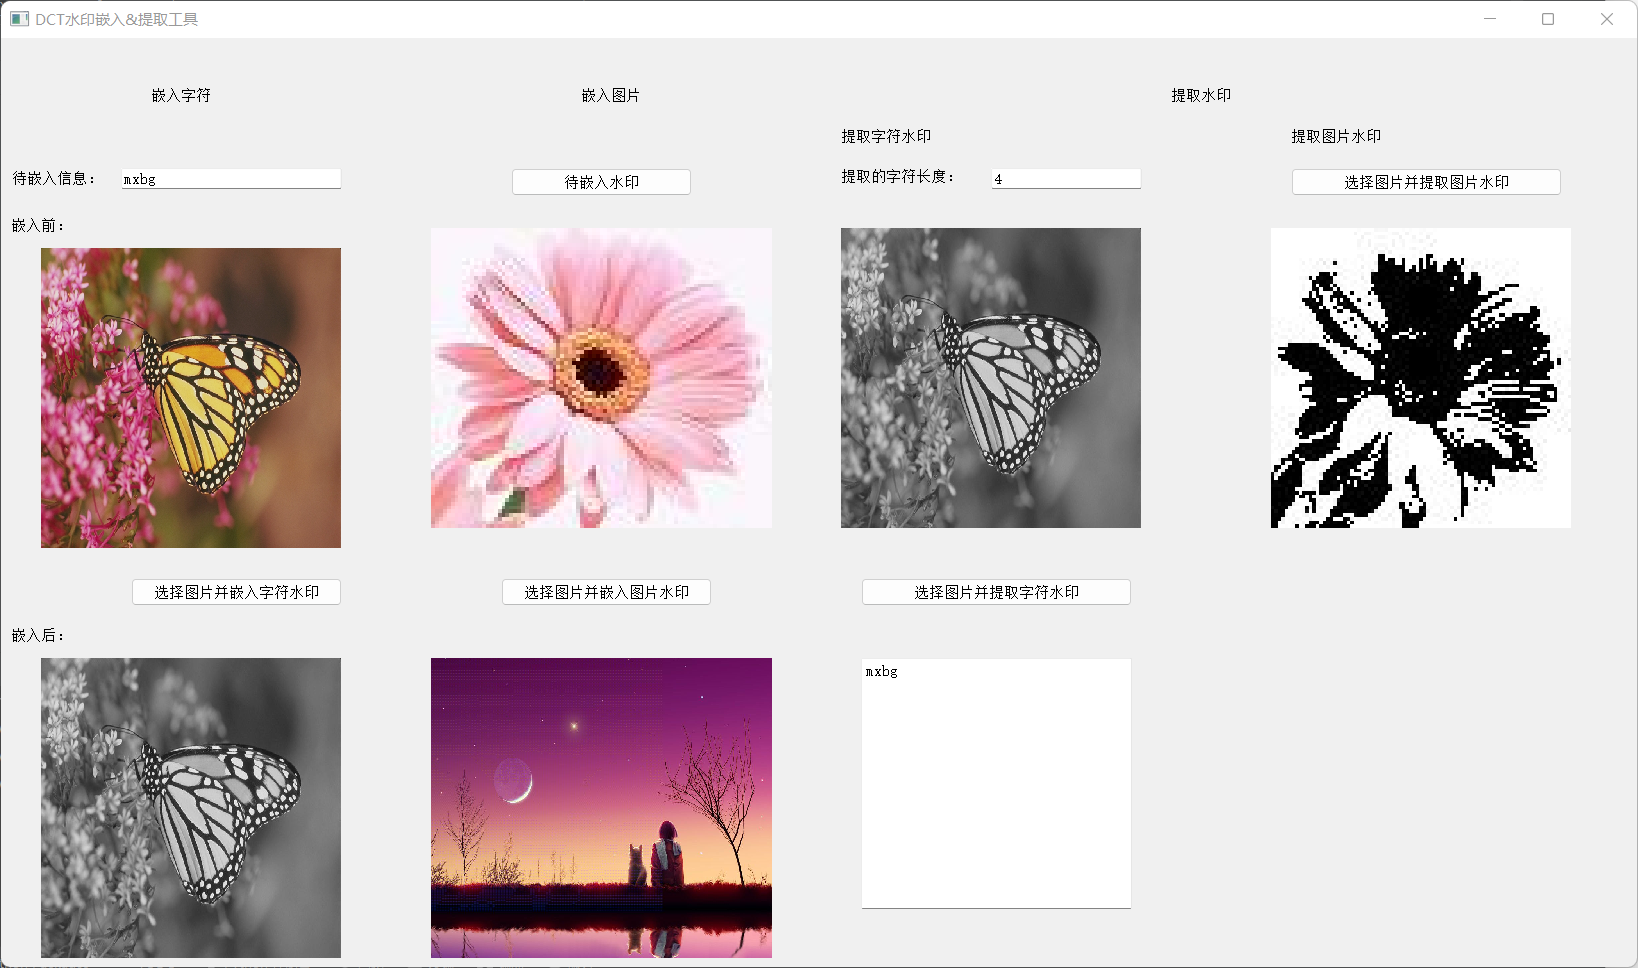 DCT水印嵌入&提取工具
嵌入字符
嵌入图片
提取水印
提取字符水印
提取图片水印
待嵌入信息： mxbg
待嵌入水印
提取的字符长度： 4
选择图片并提取图片水印
嵌入前：
选择图片并嵌入字符水印
选择图片并嵌入图片水印
选择图片并提取字符水印
嵌入后：
mxbg